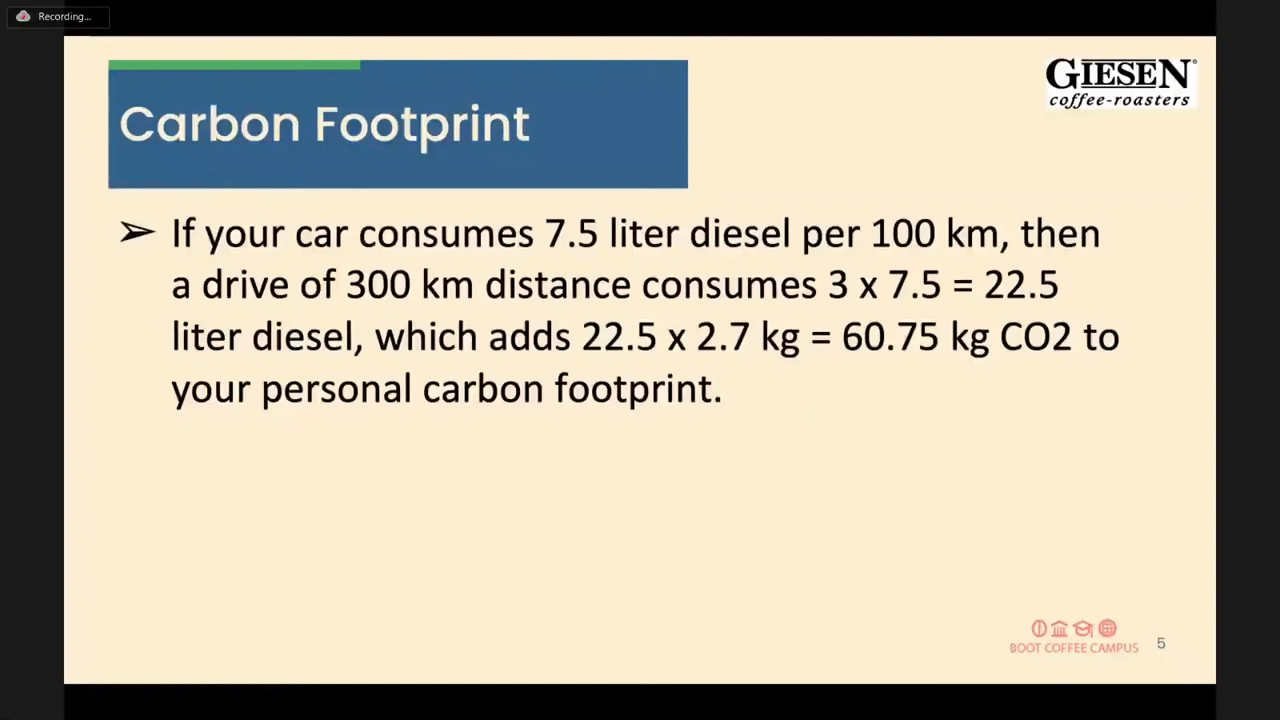 Recording...
GIESEN
coffee-roasters
Carbon Footprint
➢ If your car consumes 7.5 liter diesel per 100 km, then
a drive of 300 km distance consumes 3 x 7.5 = 22.5
liter diesel, which adds 22.5 x 2.7 kg = 60.75 kg CO2 to
your personal carbon footprint.
BOOT COFFEE CAMPUS
5